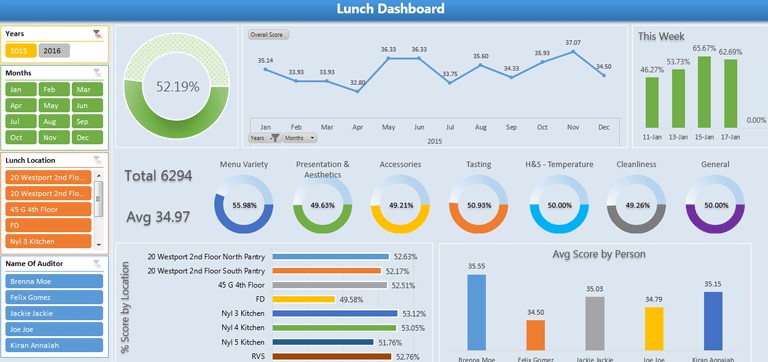 Lunch Dashboard
Years
2015 2016
Months
Jan Feb Mar
Apr May Jun
Jul Aug Sep
Oct Nov Dec
Lunch Location
20 Westport 2nd Flo...
20 Westport 2nd Flo...
45 G 4th Floor
FD
Nyl 3 Kitchen
Name Of Auditor
Brenna Moe
Felix Gomez
Jackie Jackie
Joe Joe
Kiran Annaiah
52.19%
Overall Score
35.14 33.93 33.93 32.80 36.33 36.33 33.75 35.60 34.33 35.93 37.07 34.50
Jan Feb Mar Apr May Jun Jul Aug Sep Oct Nov Dec
2015
Years Months
This Week
46.27% 53.73% 65.67% 62.69% 0.00%
11-Jan 13-Jan 15-Jan 17-Jan
Total 6294
Avg 34.97
Menu Variety
55.98%
Presentation &
Aesthetics
49.63%
Accessories
49.21%
Tasting
50.93%
H&S - Temperature
50.00%
Cleanliness
49.26%
General
50.00%
% Score by Location
20 Westport 2nd Floor North Pantry 52.63%
20 Westport 2nd Floor South Pantry 52.17%
45 G 4th Floor 52.51%
FD 49.58%
Nyl 3 Kitchen 53.12%
Nyl 4 Kitchen 53.05%
Nyl 5 Kitchen 51.76%
RVS 52.76%
Avg Score by Person
35.55 34.50 35.03 34.79 35.15
Brenna Moe Felix Gomez Jackie Jackie Joe Joe Kiran Annaiah